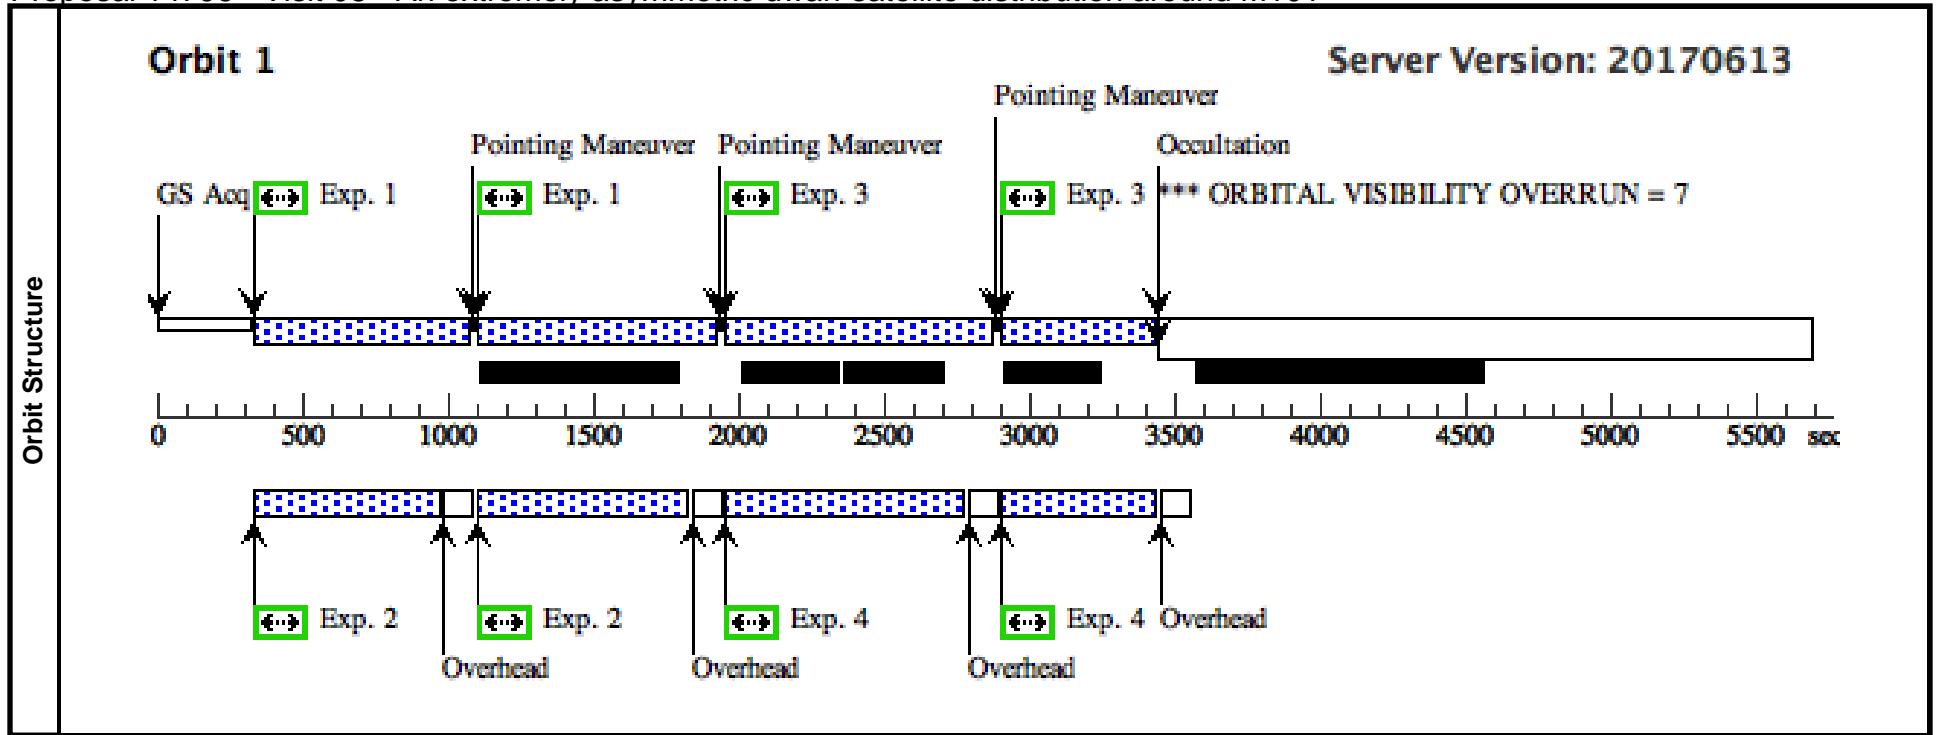 Orbit 1
Server Version: 20170613
Pointing Maneuver
Pointing Maneuver Pointing Maneuver Occultation
GS Acq Exp. 1 Exp. 1 Exp. 3 Exp. 3 *** ORBITAL VISIBILITY OVERRUN = 7
Orbit Structure
0 500 1000 1500 2000 2500 3000 3500 4000 4500 5000 5500 sec
Exp. 2 Exp. 2 Exp. 4 Exp. 4 Overhead
Overhead Overhead Overhead